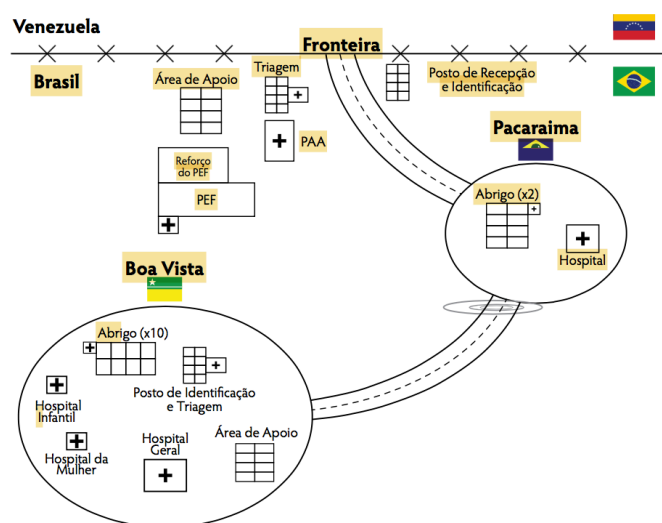 Venezuela
Fronteira
Brasil
Triagem
Área de Apoio
Posto de Recepção
e Identificação
PAA
Pacaraima
Reforço
do PEF
PEF
Abrigo (x2)
Hospital
Boa Vista
Abrigo (x10)
Posto de Identificação
e Triagem
Hospital
Infantil
Hospital da
Mulher
Hospital
Geral
Área de Apoio